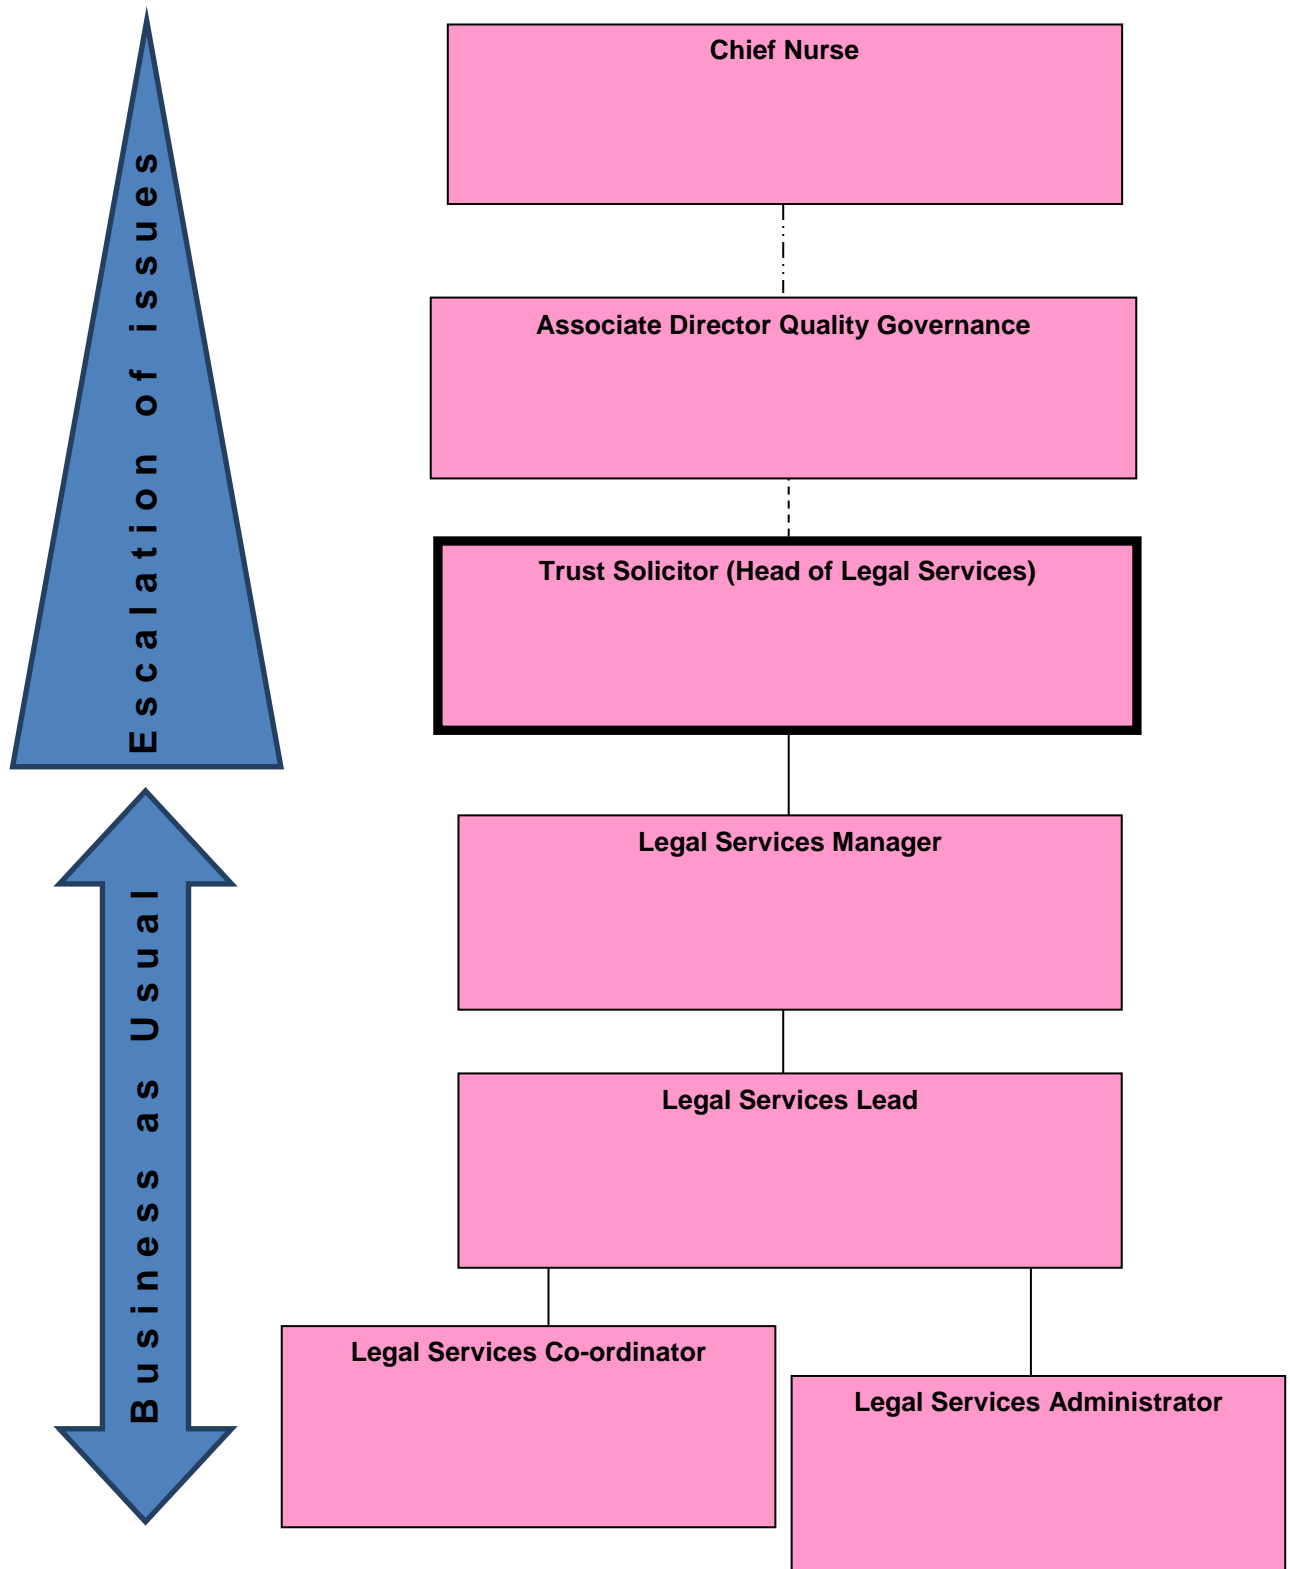 Escalation of issues
Business as Usual
Chief Nurse
Associate Director Quality Governance
Trust Solicitor (Head of Legal Services)
Legal Services Manager
Legal Services Lead
Legal Services Co-ordinator
Legal Services Administrator